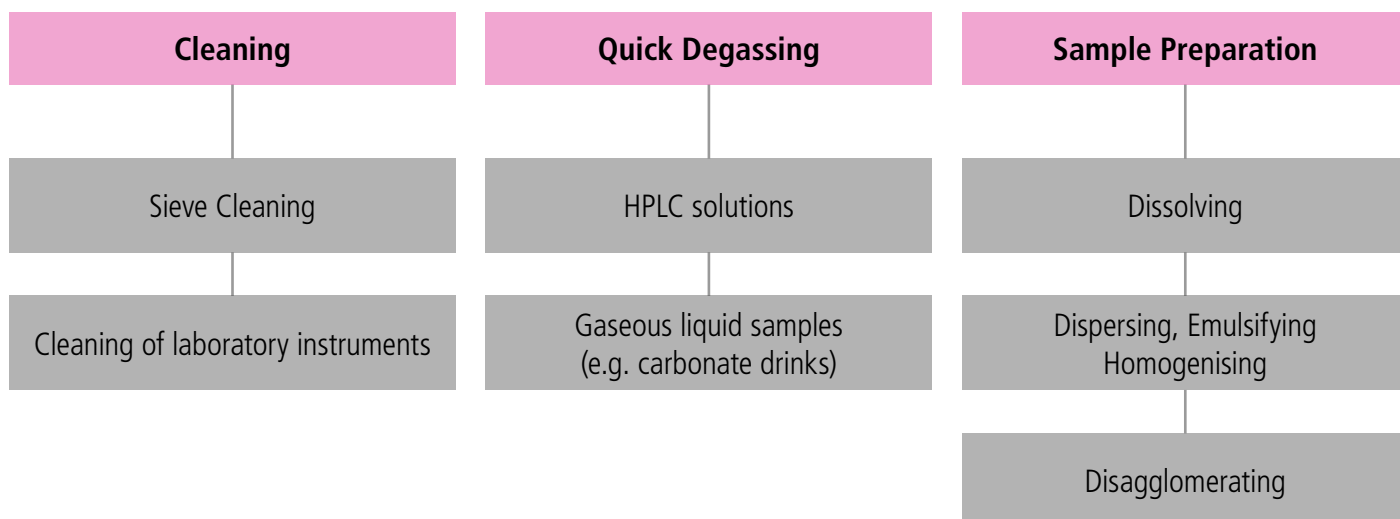 Cleaning
Sieve Cleaning
Cleaning of laboratory instruments
Quick Degassing
HPLC solutions
Gaseous liquid samples
(e.g. carbonate drinks)
Sample Preparation
Dissolving
Dispersing, Emulsifying
Homogenising
Disagglomerating